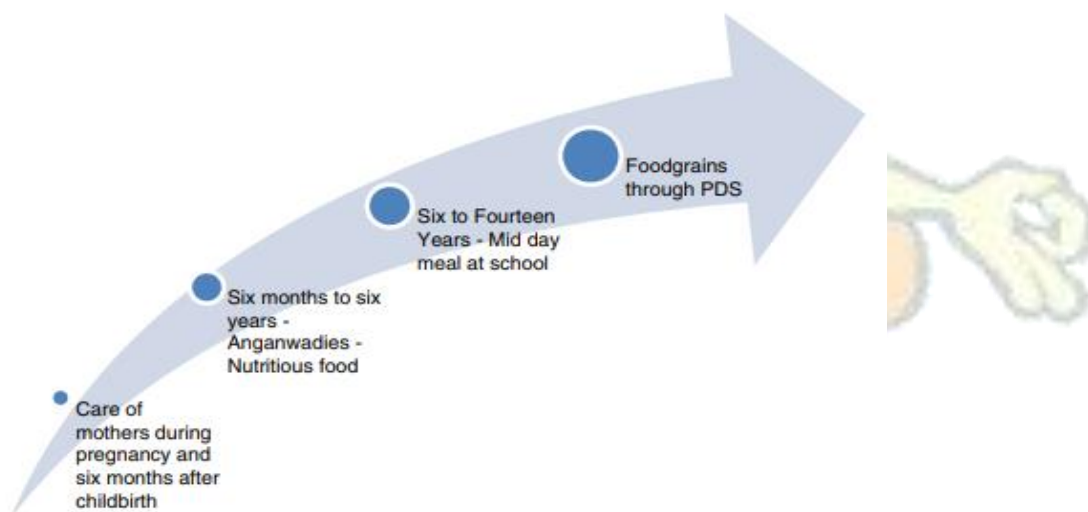 Foodgrains
through PDS
Six to Fourteen
Years - Mid day
meal at school
Six months to six
years -
Anganwadies -
Nutritious food
Care of
mothers during
pregnancy and
six months after
childbirth